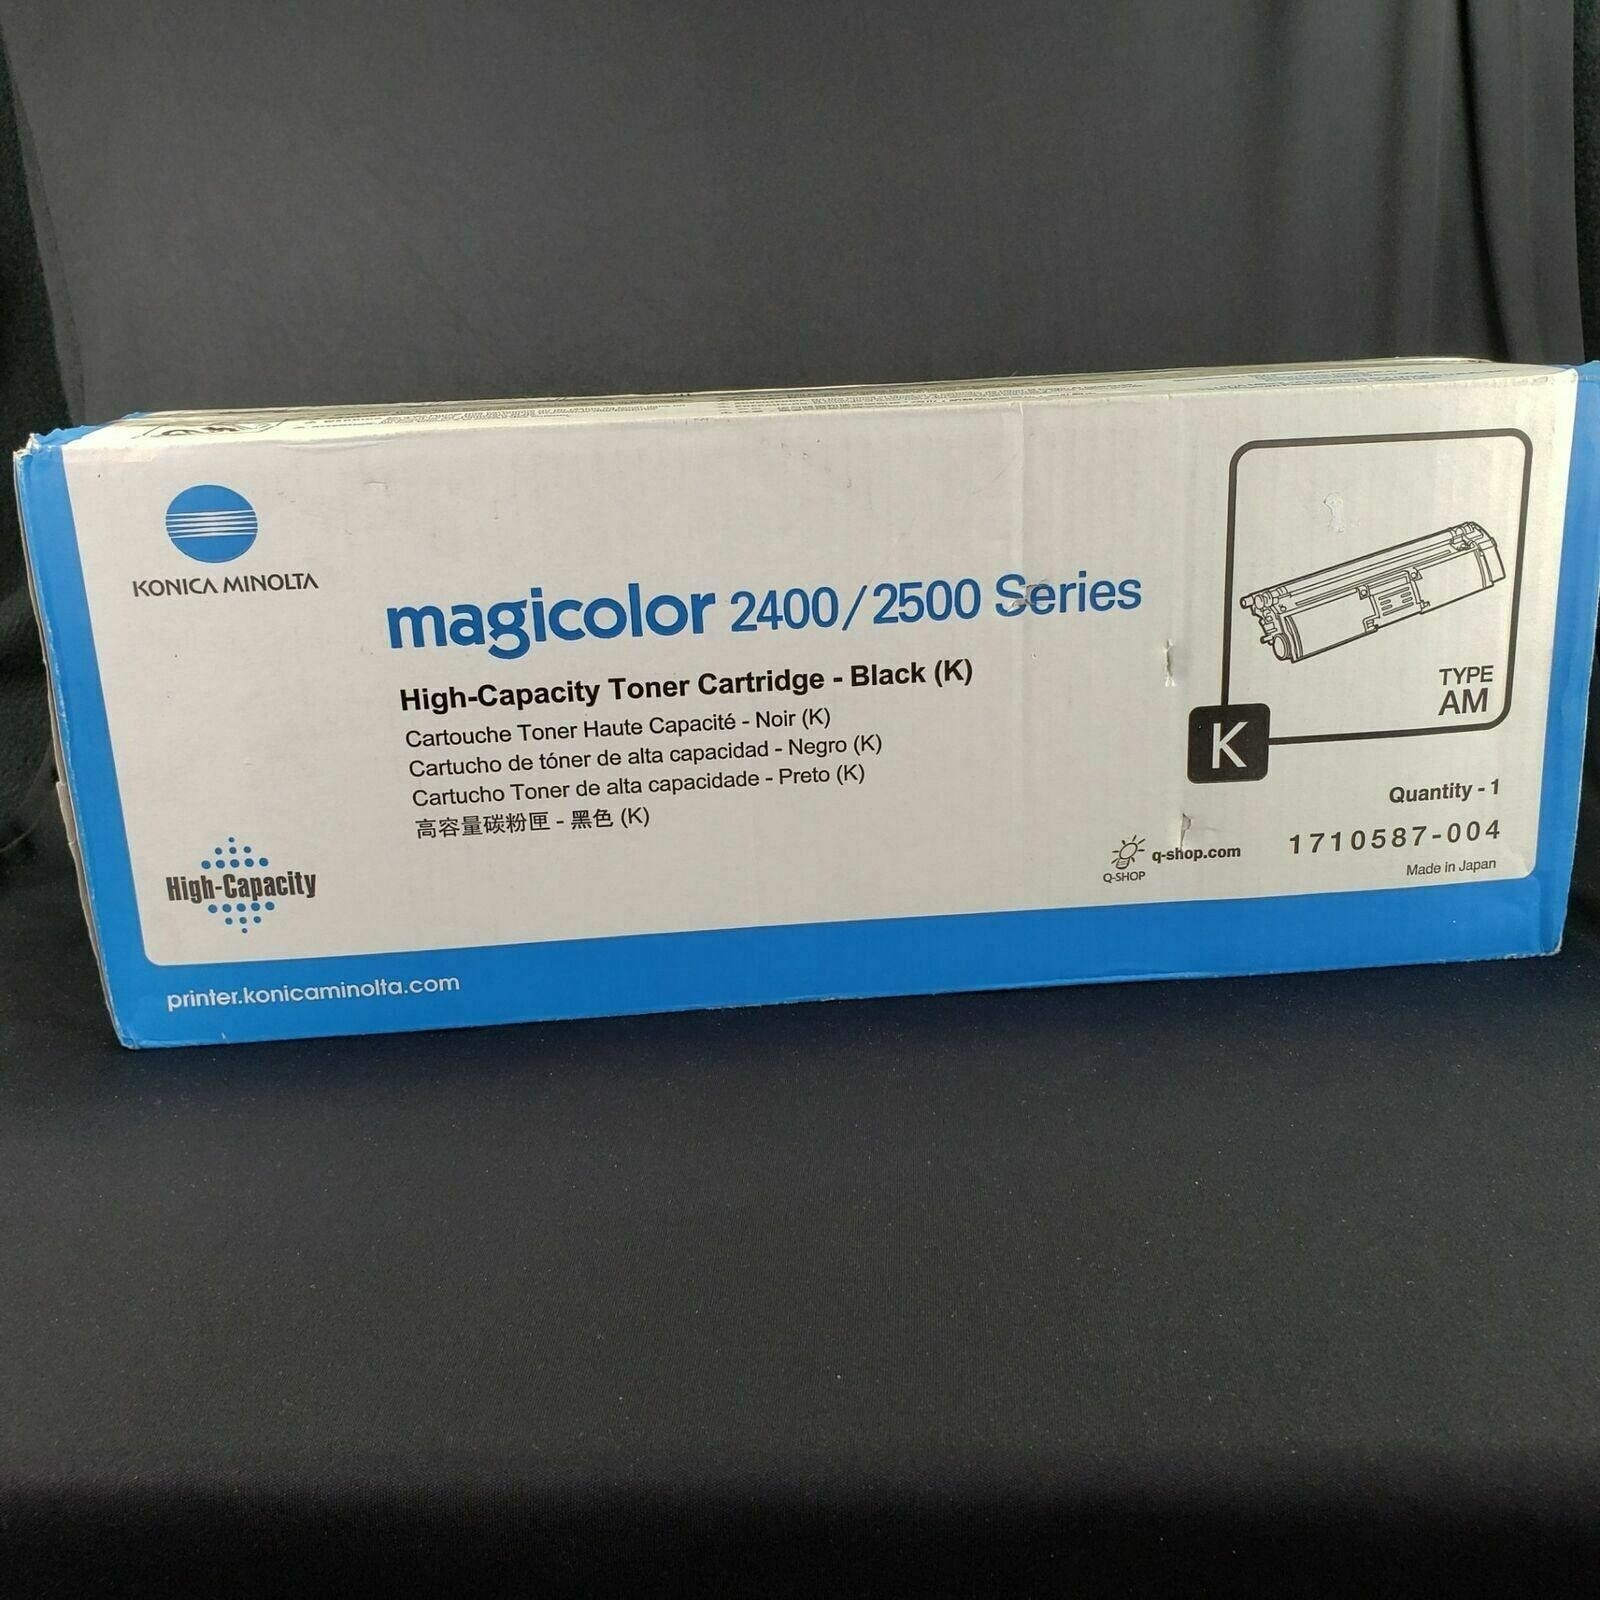 KONICA MINOLTA
magicolor 2400/2500 Series
High-Capacity Toner Cartridge - Black (K)
Cartouche Toner Haute Capacité - Noir (K)
Cartucho de tóner de alta capacidad - Negro (K)
Cartucho Toner de alta capacidade - Preto (K)
高容量碳粉匣 - 黑色 (K)
High-Capacity
printer.konicaminolta.com
TYPE
AM
K
Quantity - 1
1710587-004
Made in Japan
q-shop.com
Q-SHOP